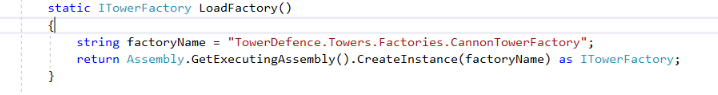 static ITowerFactory LoadFactory()
{
string factoryName = "TowerDefence.Towers.Factories.CannonTowerFactory";
return Assembly.GetExecutingAssembly().CreateInstance(factoryName) as ITowerFactory;
}